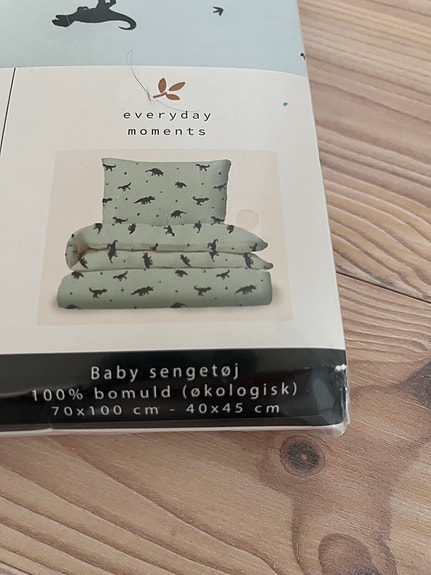 everyday
moments
Baby sengetøj
100% bomuld (økologisk)
70x100 cm - 40x45 cm